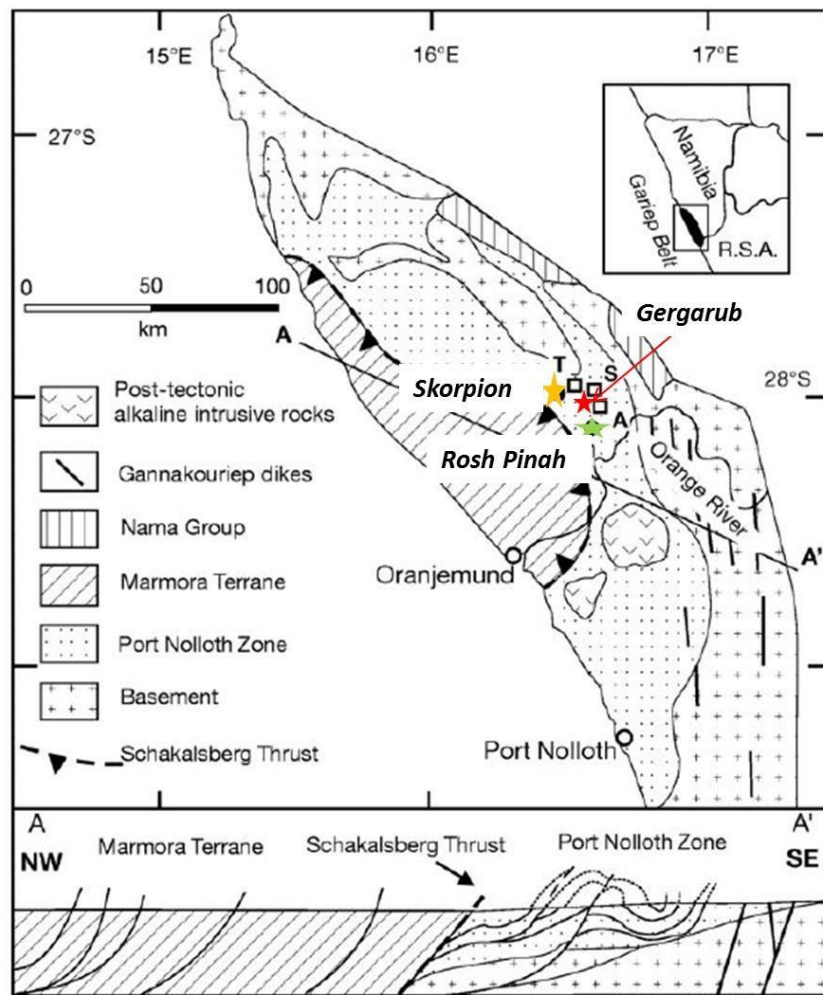 15°E
16°E
17°E
27°S
Namibia
Gariep Belt
R.S.A.
0
50
100
km
A
Gergarub
T
S
Skorpion
28°S
A
Rosh Pinah
Orange River
A'
Oranjemund
Port Nolloth
Post-tectonic
alkaline intrusive rocks
Gannakouriep dikes
Nama Group
Marmora Terrane
Port Nolloth Zone
Basement
Schakalsberg Thrust
A
A'
NW
Marmora Terrane
Schakalsberg Thrust
Port Nolloth Zone
SE